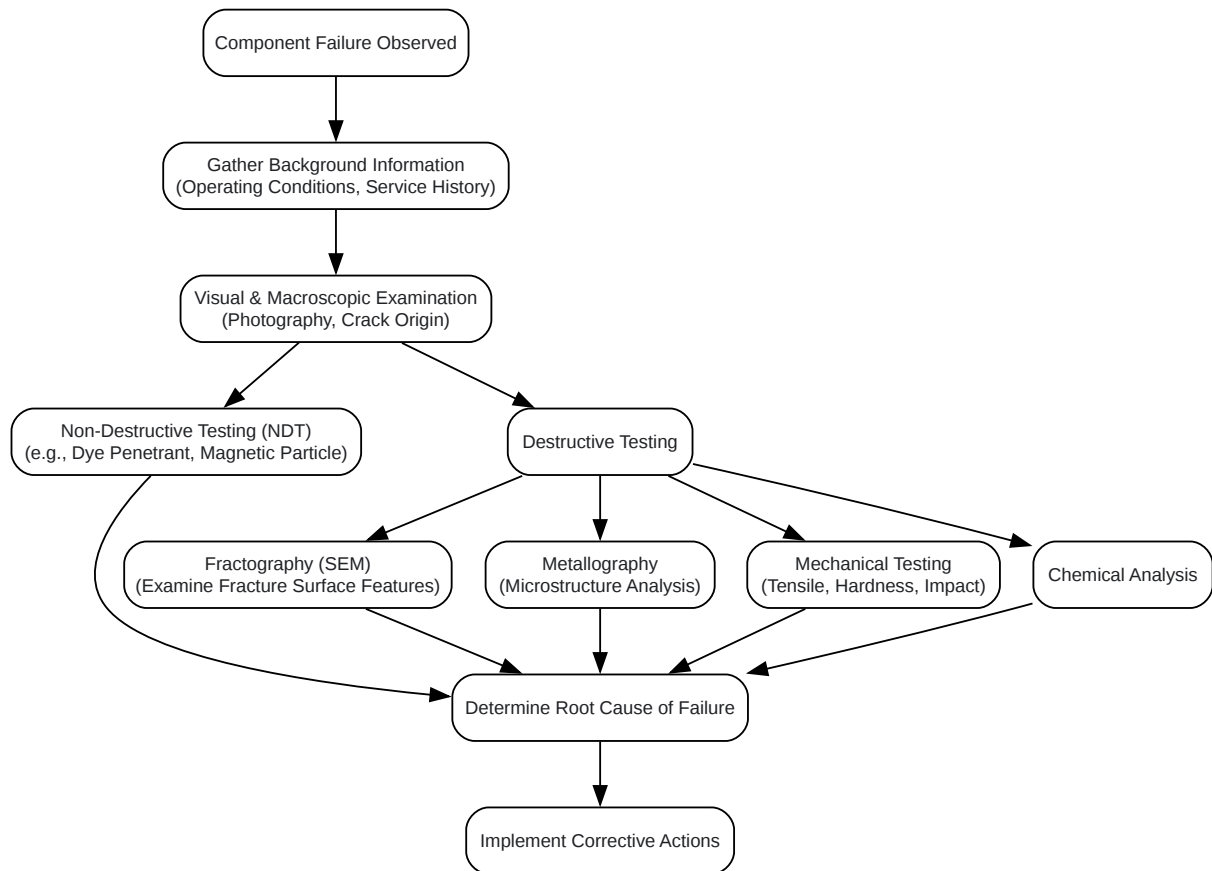 Component Failure Observed
Gather Background Information
(Operating Conditions, Service History)
Visual & Macroscopic Examination
(Photography, Crack Origin)
Non-Destructive Testing (NDT)
(e.g., Dye Penetrant, Magnetic Particle)
Destructive Testing
Fractography (SEM)
(Examine Fracture Surface Features)
Metallography
(Microstructure Analysis)
Mechanical Testing
(Tensile, Hardness, Impact)
Chemical Analysis
Determine Root Cause of Failure
Implement Corrective Actions